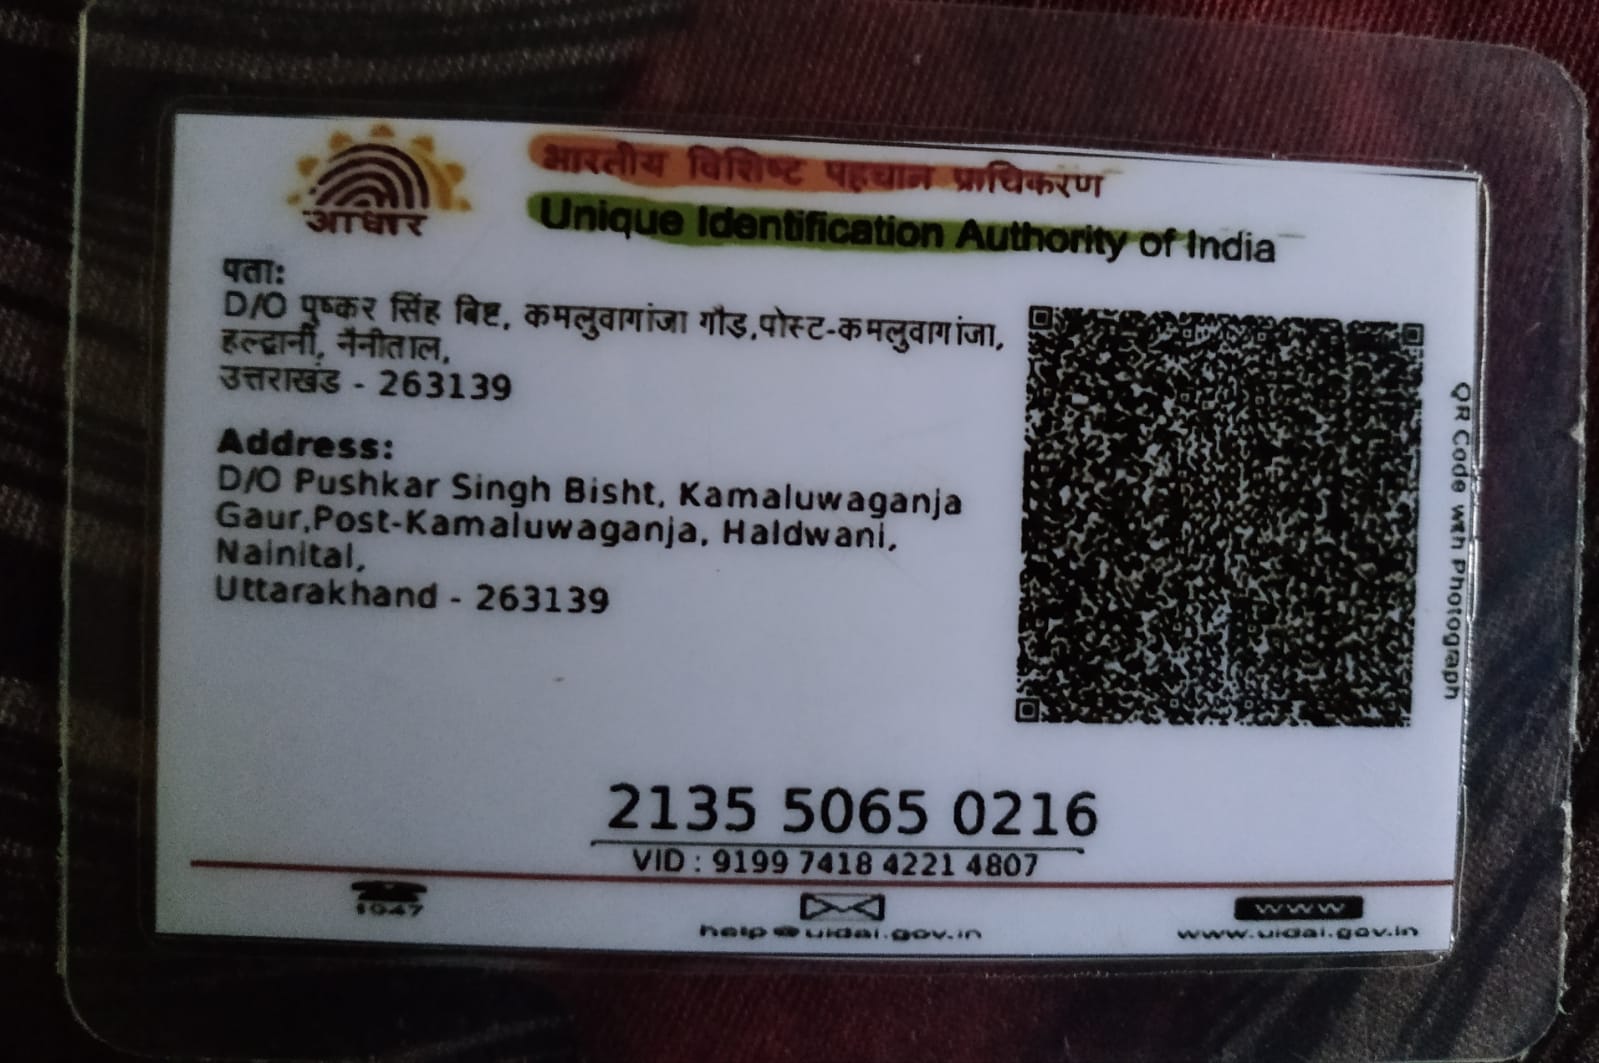 आधार
भारतीय विशिष्ट पहचान प्राधिकरण
Unique Identification Authority of India
पता:
D/O पुष्कर सिंह बिष्ट, कमलुवागांजा गौड़,पोस्ट-कमलुवागांजा,
हल्द्वानी, नैनीताल,
उत्तराखंड - 263139
Address:
D/O Pushkar Singh Bisht, Kamaluwaganja
Gaur,Post-Kamaluwaganja, Haldwani,
Nainital,
Uttarakhand - 263139
QR Code with Photograph
2135 5065 0216
VID : 9199 7418 4221 4807
1947
help@uidai.gov.in
WWW
www.uidai.gov.in